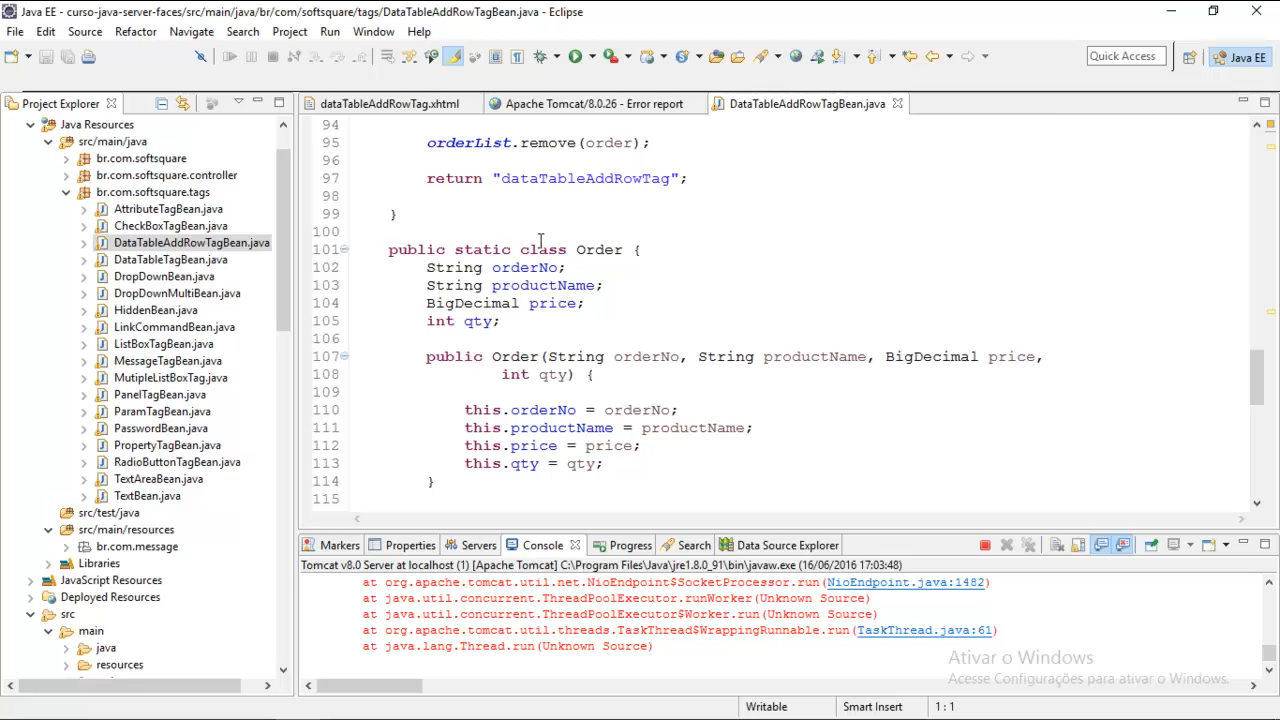 Java EE - curso-java-server-faces/src/main/java/br/com/softsquare/tags/DataTableAddRowTagBean.java - Eclipse
File Edit Source Refactor Navigate Search Project Run Window Help
Quick Access Java EE
Project Explorer
Java Resources
src/main/java
br.com.softsquare
br.com.softsquare.controller
br.com.softsquare.tags
AttributeTagBean.java
CheckBoxTagBean.java
DataTableAddRowTagBean.java
DataTableTagBean.java
DropDownBean.java
DropDownMultiBean.java
HiddenBean.java
LinkCommandBean.java
ListBoxTagBean.java
MessageTagBean.java
MutipleListBoxTag.java
PanelTagBean.java
ParamTagBean.java
PasswordBean.java
PropertyTagBean.java
RadioButtonTagBean.java
TextAreaBean.java
TextBean.java
src/test/java
src/main/resources
br.com.message
Libraries
JavaScript Resources
Deployed Resources
src
main
java
resources
dataTableAddRowTag.xhtml Apache Tomcat/8.0.26 - Error report DataTableAddRowTagBean.java
94
95 orderList.remove(order);
96
97 return "dataTableAddRowTag";
98
99 }
100
101 public static class Order {
102 String orderNo;
103 String productName;
104 BigDecimal price;
105 int qty;
106
107 public Order(String orderNo, String productName, BigDecimal price,
108 int qty) {
109
110 this.orderNo = orderNo;
111 this.productName = productName;
112 this.price = price;
113 this.qty = qty;
114 }
115
Markers Properties Servers Console Progress Search Data Source Explorer
Tomcat v8.0 Server at localhost (1) [Apache Tomcat] C:\Program Files\Java\jre1.8.0_91\bin\javaw.exe (16/06/2016 17:03:48)
at org.apache.tomcat.util.net.NioEndpoint$SocketProcessor.run(NioEndpoint.java:1482)
at java.util.concurrent.ThreadPoolExecutor.runWorker(Unknown Source)
at java.util.concurrent.ThreadPoolExecutor$Worker.run(Unknown Source)
at org.apache.tomcat.util.threads.TaskThread$WrappingRunnable.run(TaskThread.java:61)
at java.lang.Thread.run(Unknown Source)
Ativar o Windows
Acesse Configurações para ativar o Windows.
Writable Smart Insert 1 : 1